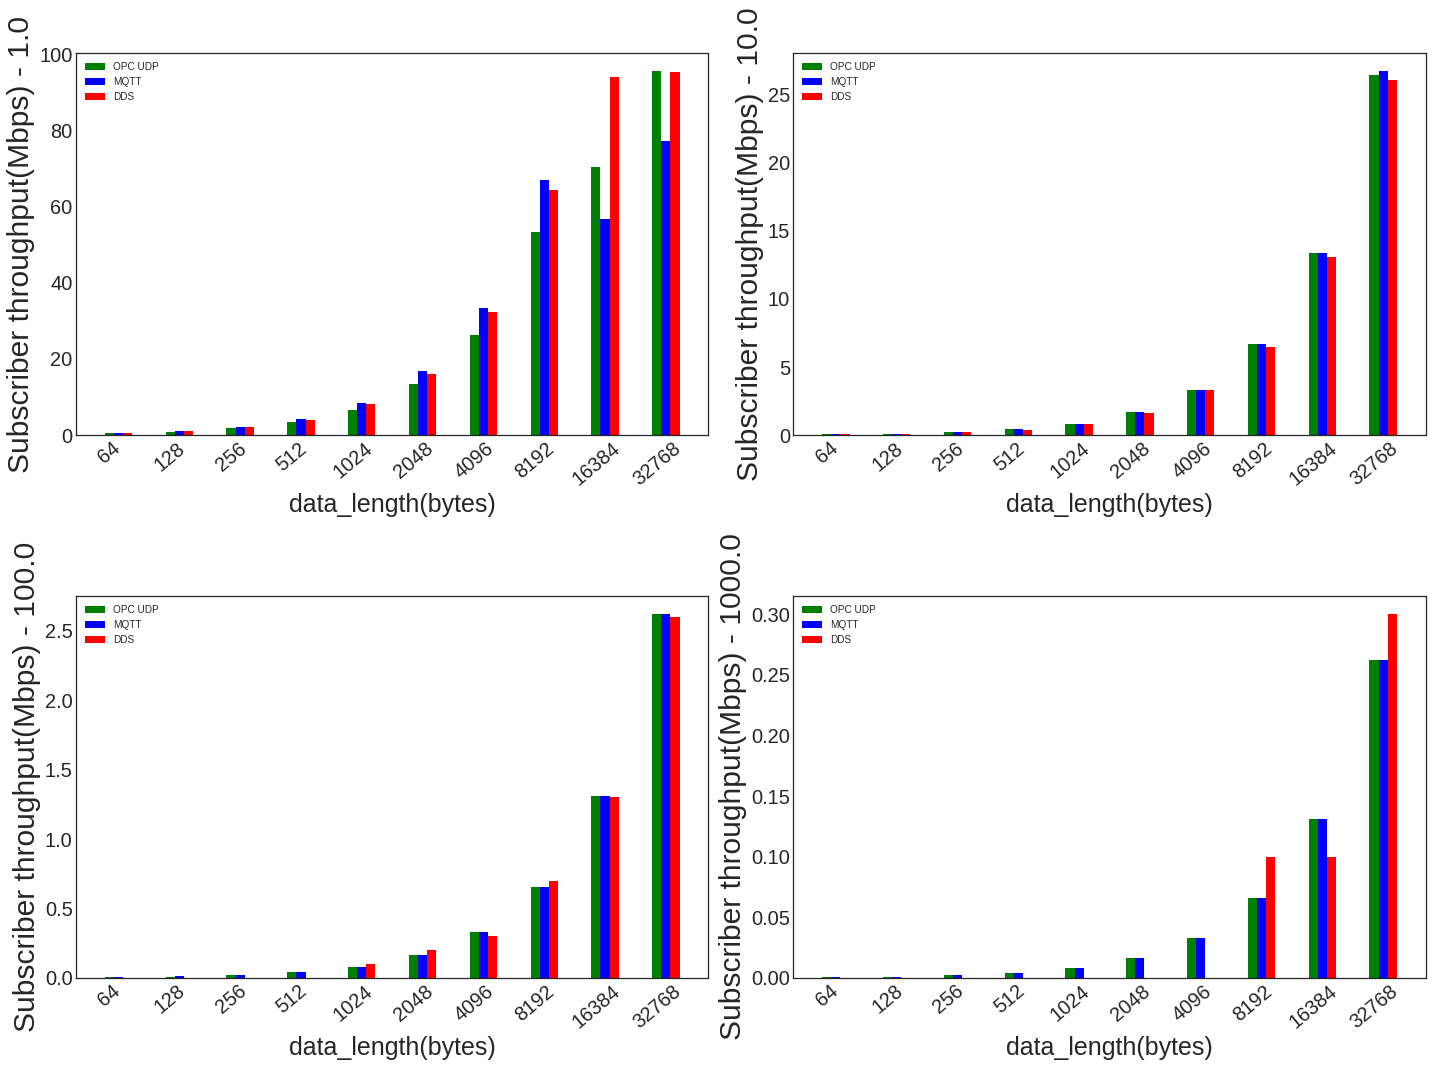 Subscriber throughput(Mbps) - 1.0
100
80
60
40
20
0
OPC UDP
MQTT
DDS
64 128 256 512 1024 2048 4096 8192 16384 32768
data_length(bytes)
Subscriber throughput(Mbps) - 10.0
25
20
15
10
5
0
OPC UDP
MQTT
DDS
64 128 256 512 1024 2048 4096 8192 16384 32768
data_length(bytes)
Subscriber throughput(Mbps) - 100.0
2.5
2.0
1.5
1.0
0.5
0.0
OPC UDP
MQTT
DDS
64 128 256 512 1024 2048 4096 8192 16384 32768
data_length(bytes)
Subscriber throughput(Mbps) - 1000.0
0.30
0.25
0.20
0.15
0.10
0.05
0.00
OPC UDP
MQTT
DDS
64 128 256 512 1024 2048 4096 8192 16384 32768
data_length(bytes)